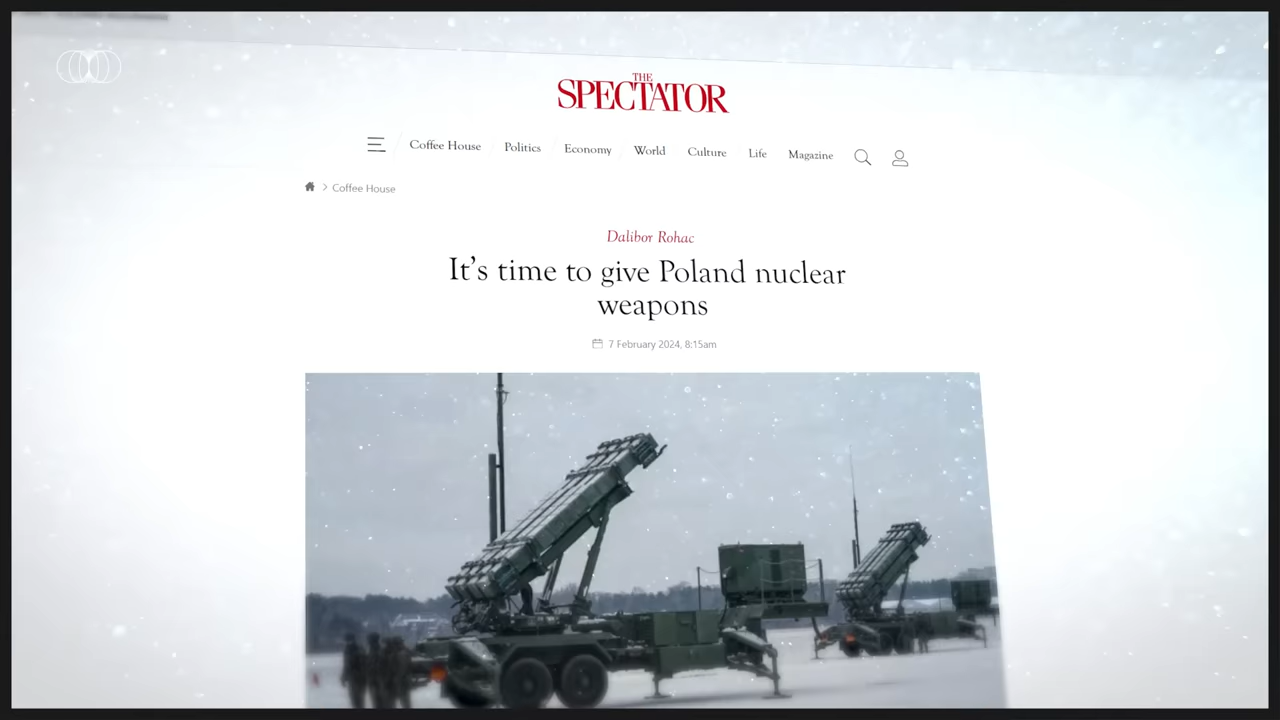 THE
SPECTATOR
Coffee House Politics Economy World Culture Life Magazine
Coffee House
Dalibor Rohac
It's time to give Poland nuclear
weapons
7 February 2024, 8:15am